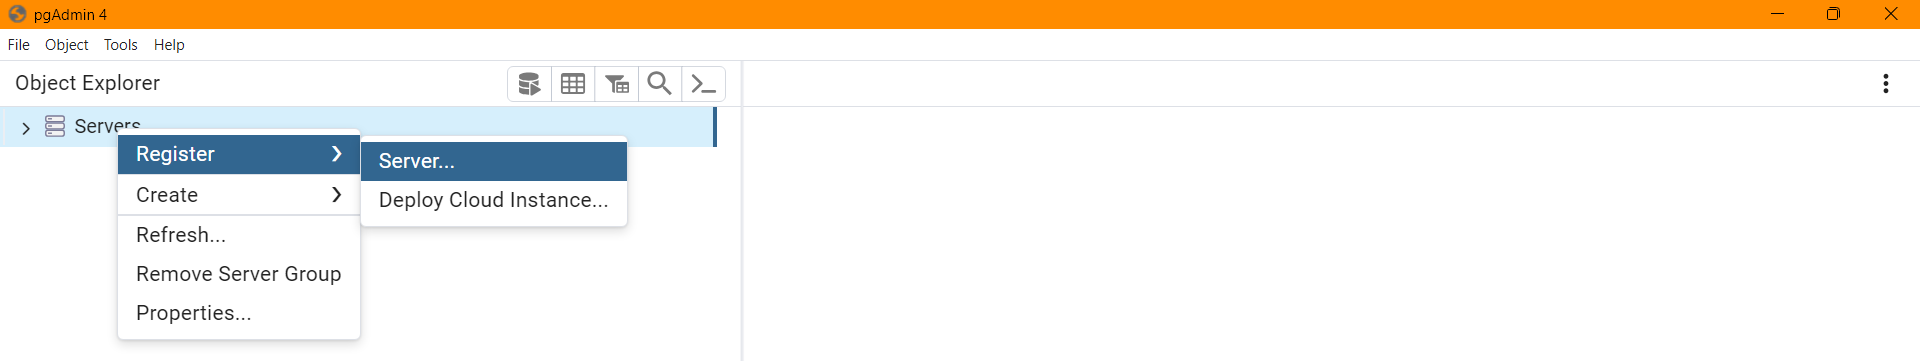 pgAdmin 4
File Object Tools Help
Object Explorer
Servers
Register
Server...
Deploy Cloud Instance...
Create
Refresh...
Remove Server Group
Properties...